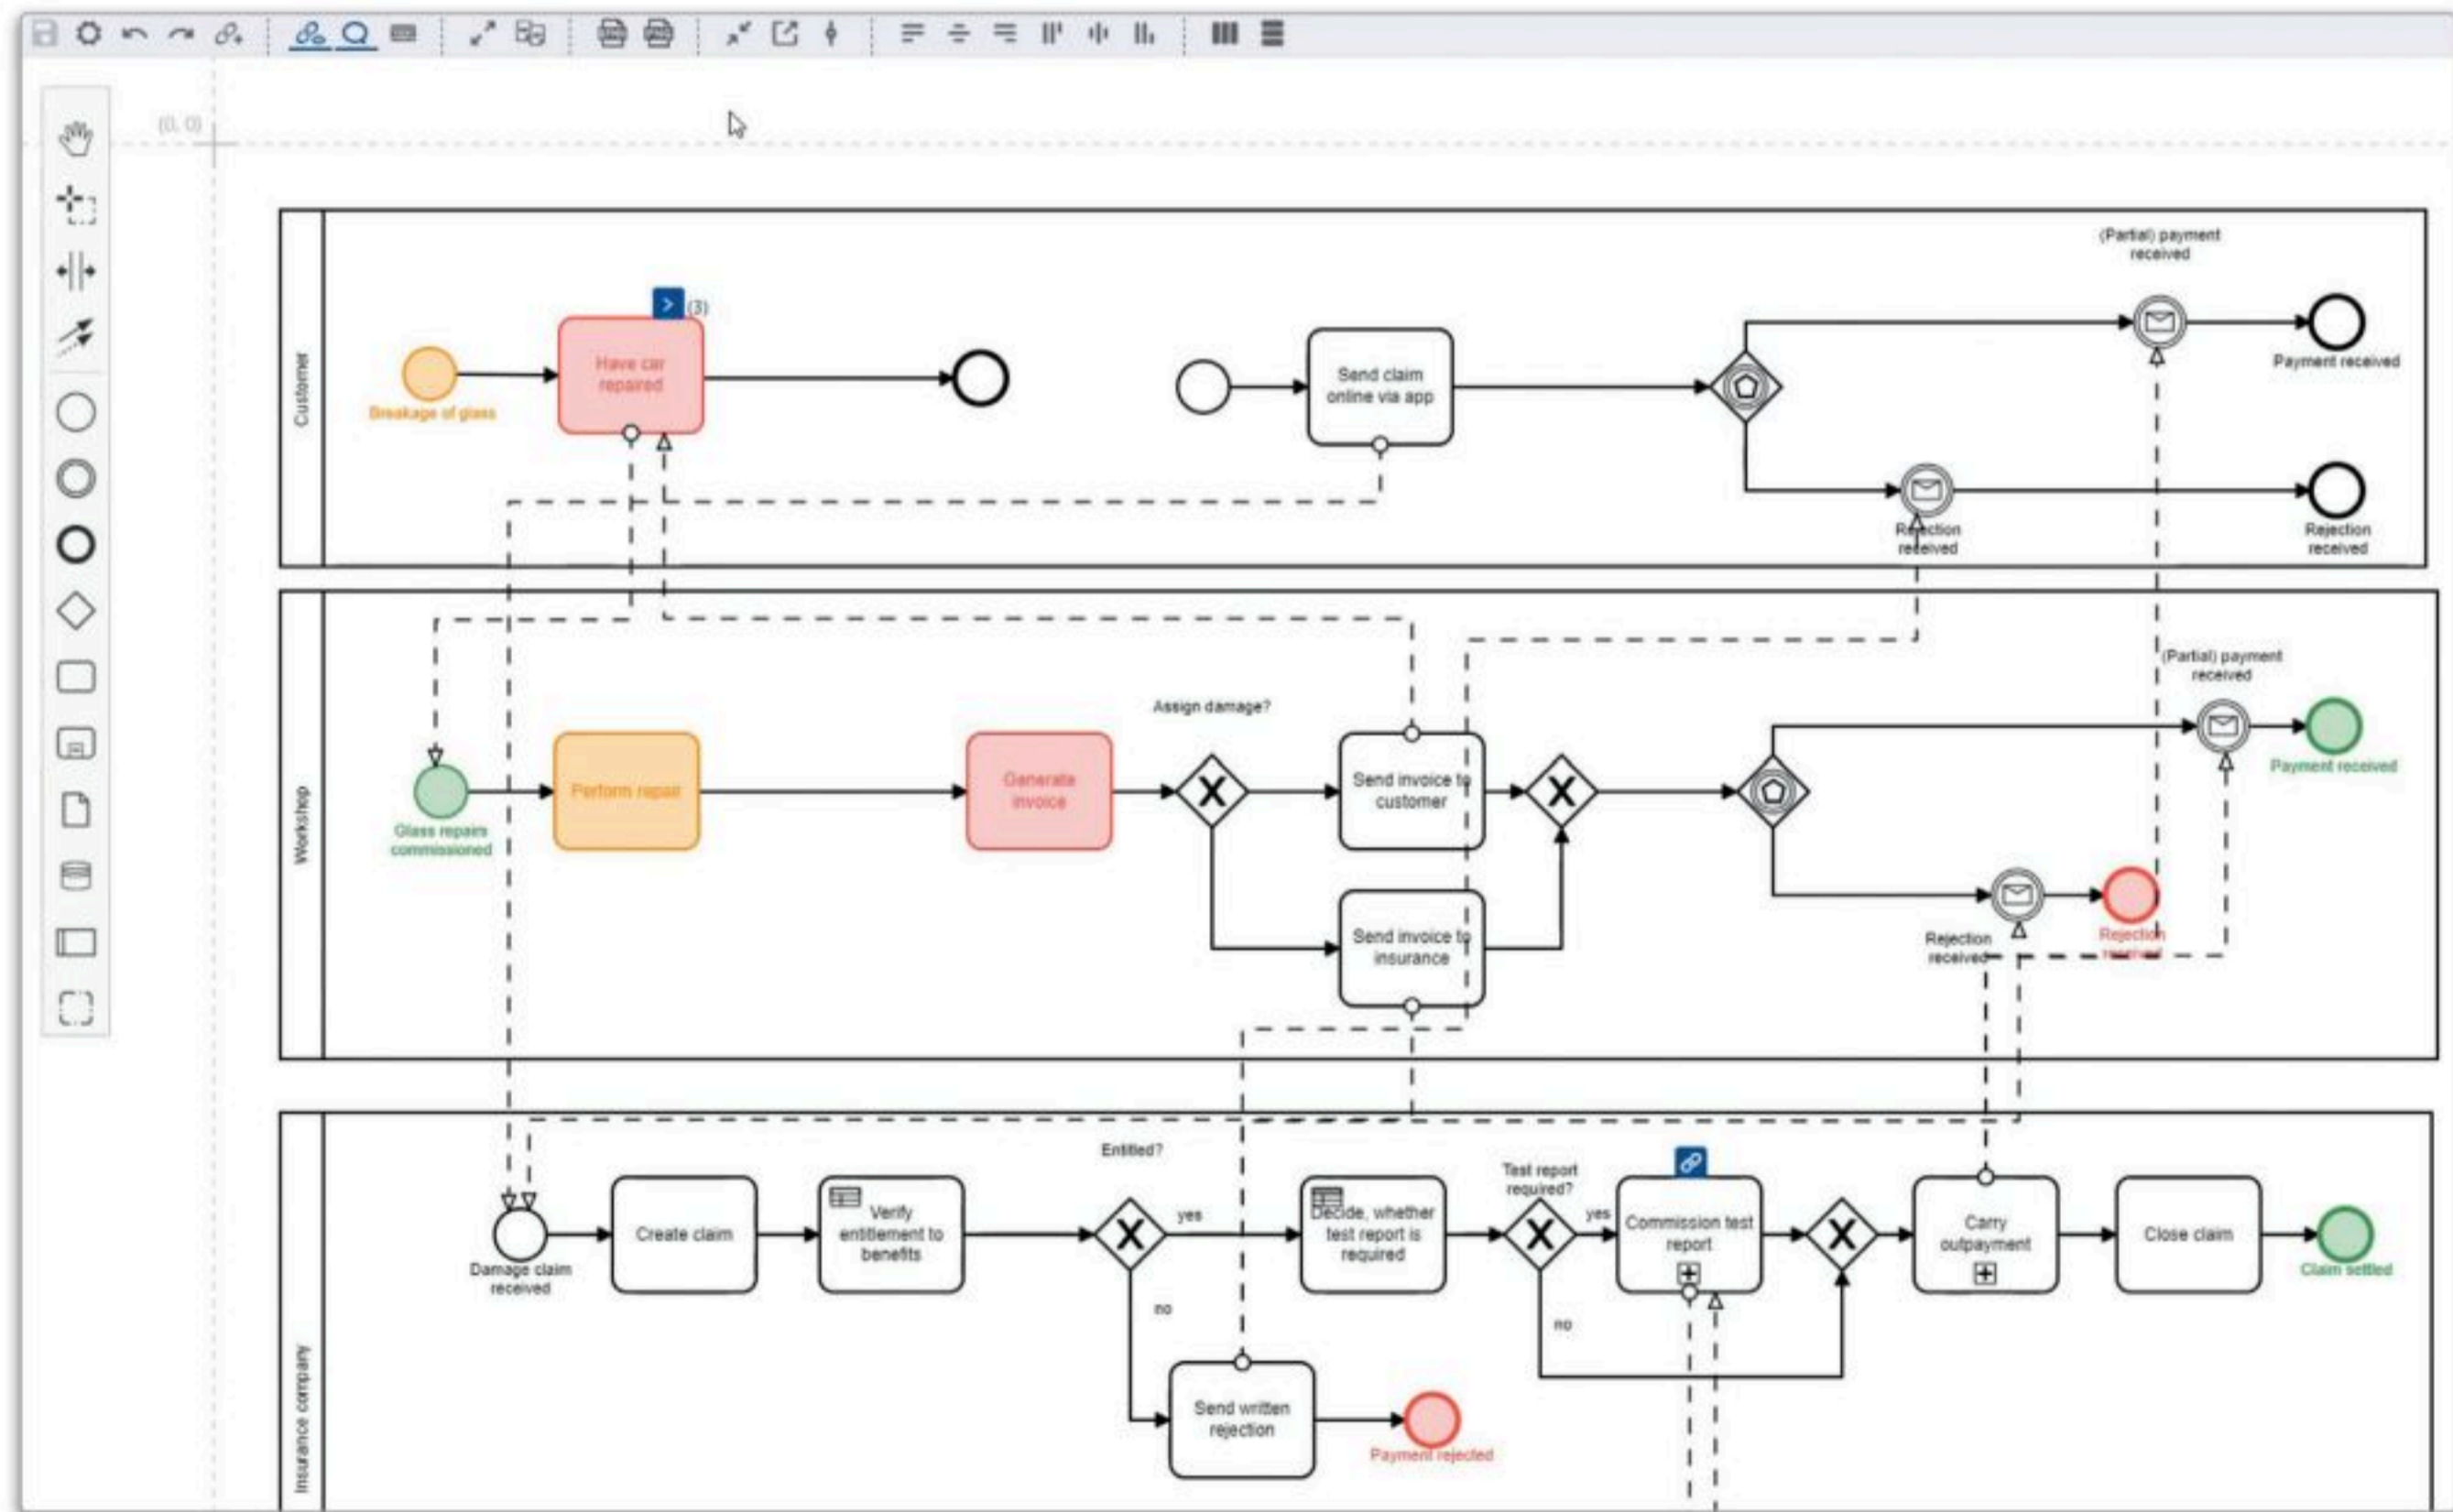 (0, 0)
Customer
(Partial) payment
received
(3)
Have car
repaired
Breakage of glass
Send claim
online via app
Payment received
Rejection
received
Rejection
received
Workshop
(Partial) payment
received
Assign damage?
Glass repairs
commissioned
Perform repair
Generate
invoice
Send invoice to
customer
Payment received
Send invoice to
insurance
Rejection
received
Rejection
received
Insurance company
Entitled?
Test report
required?
Damage claim
received
Create claim
Verify
entitlement to
benefits
yes
Decide, whether
test report is
required
yes
Commission test
report
Carry
outpayment
Close claim
Claim settled
no
no
Send written
rejection
Payment rejected